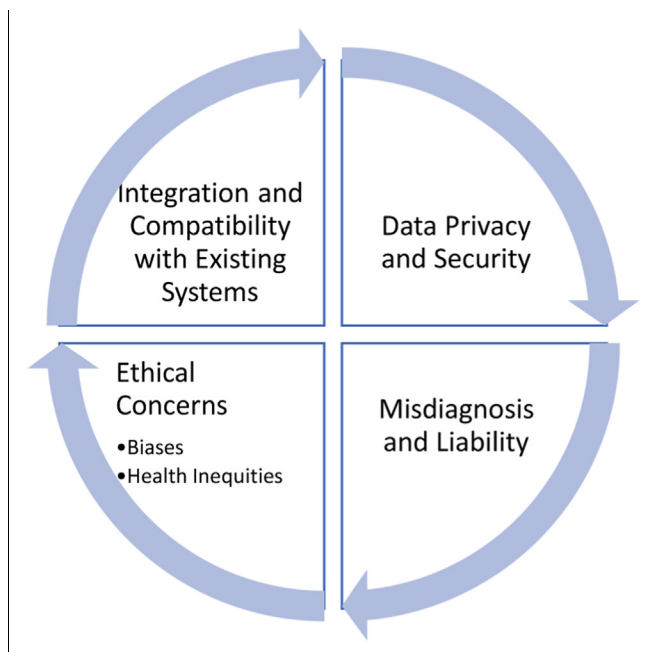 Integration and
Compatibility
with Existing
Systems
Data Privacy
and Security
Ethical
Concerns
•Biases
•Health Inequities
Misdiagnosis
and Liability